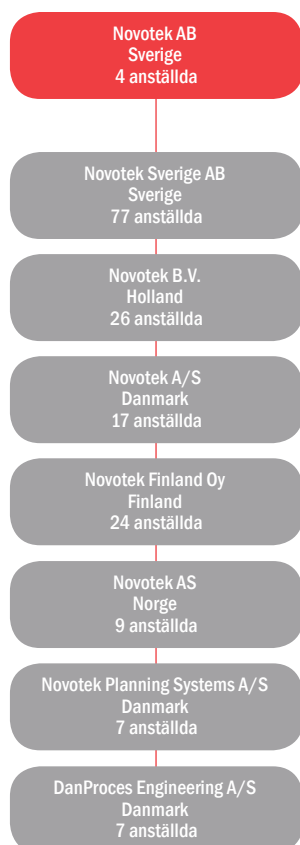 Novotek AB
Sverige
4 anställda
Novotek Sverige AB
Sverige
77 anställda
Novotek B.V.
Holland
26 anställda
Novotek A/S
Danmark
17 anställda
Novotek Finland Oy
Finland
24 anställda
Novotek AS
Norge
9 anställda
Novotek Planning Systems A/S
Danmark
7 anställda
DanProces Engineering A/S
Danmark
7 anställda